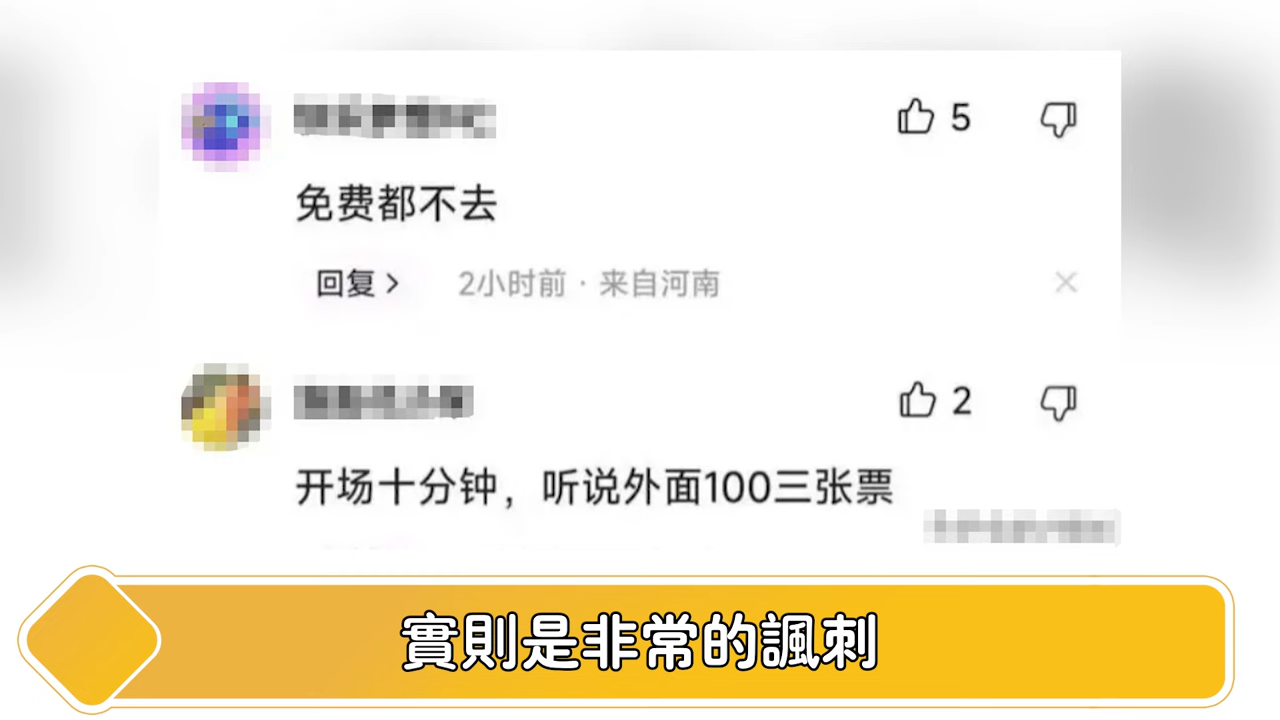 5
免费都不去
回复 >
2小时前 · 来自河南
2
开场十分钟，听说外面100三张票
實則是非常的諷刺